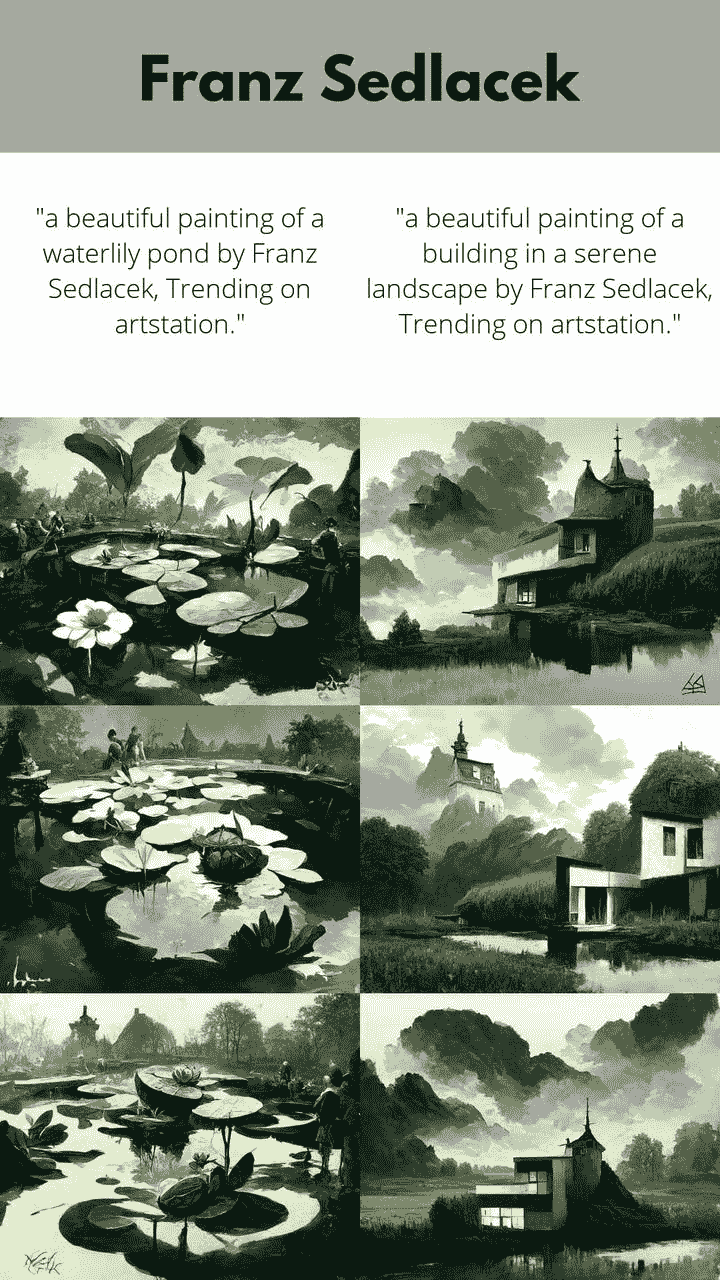 Franz Sedlacek
"a beautiful painting of a
waterlily pond by Franz
Sedlacek, Trending on
artstation."
"a beautiful painting of a
building in a serene
landscape by Franz Sedlacek,
Trending on artstation."